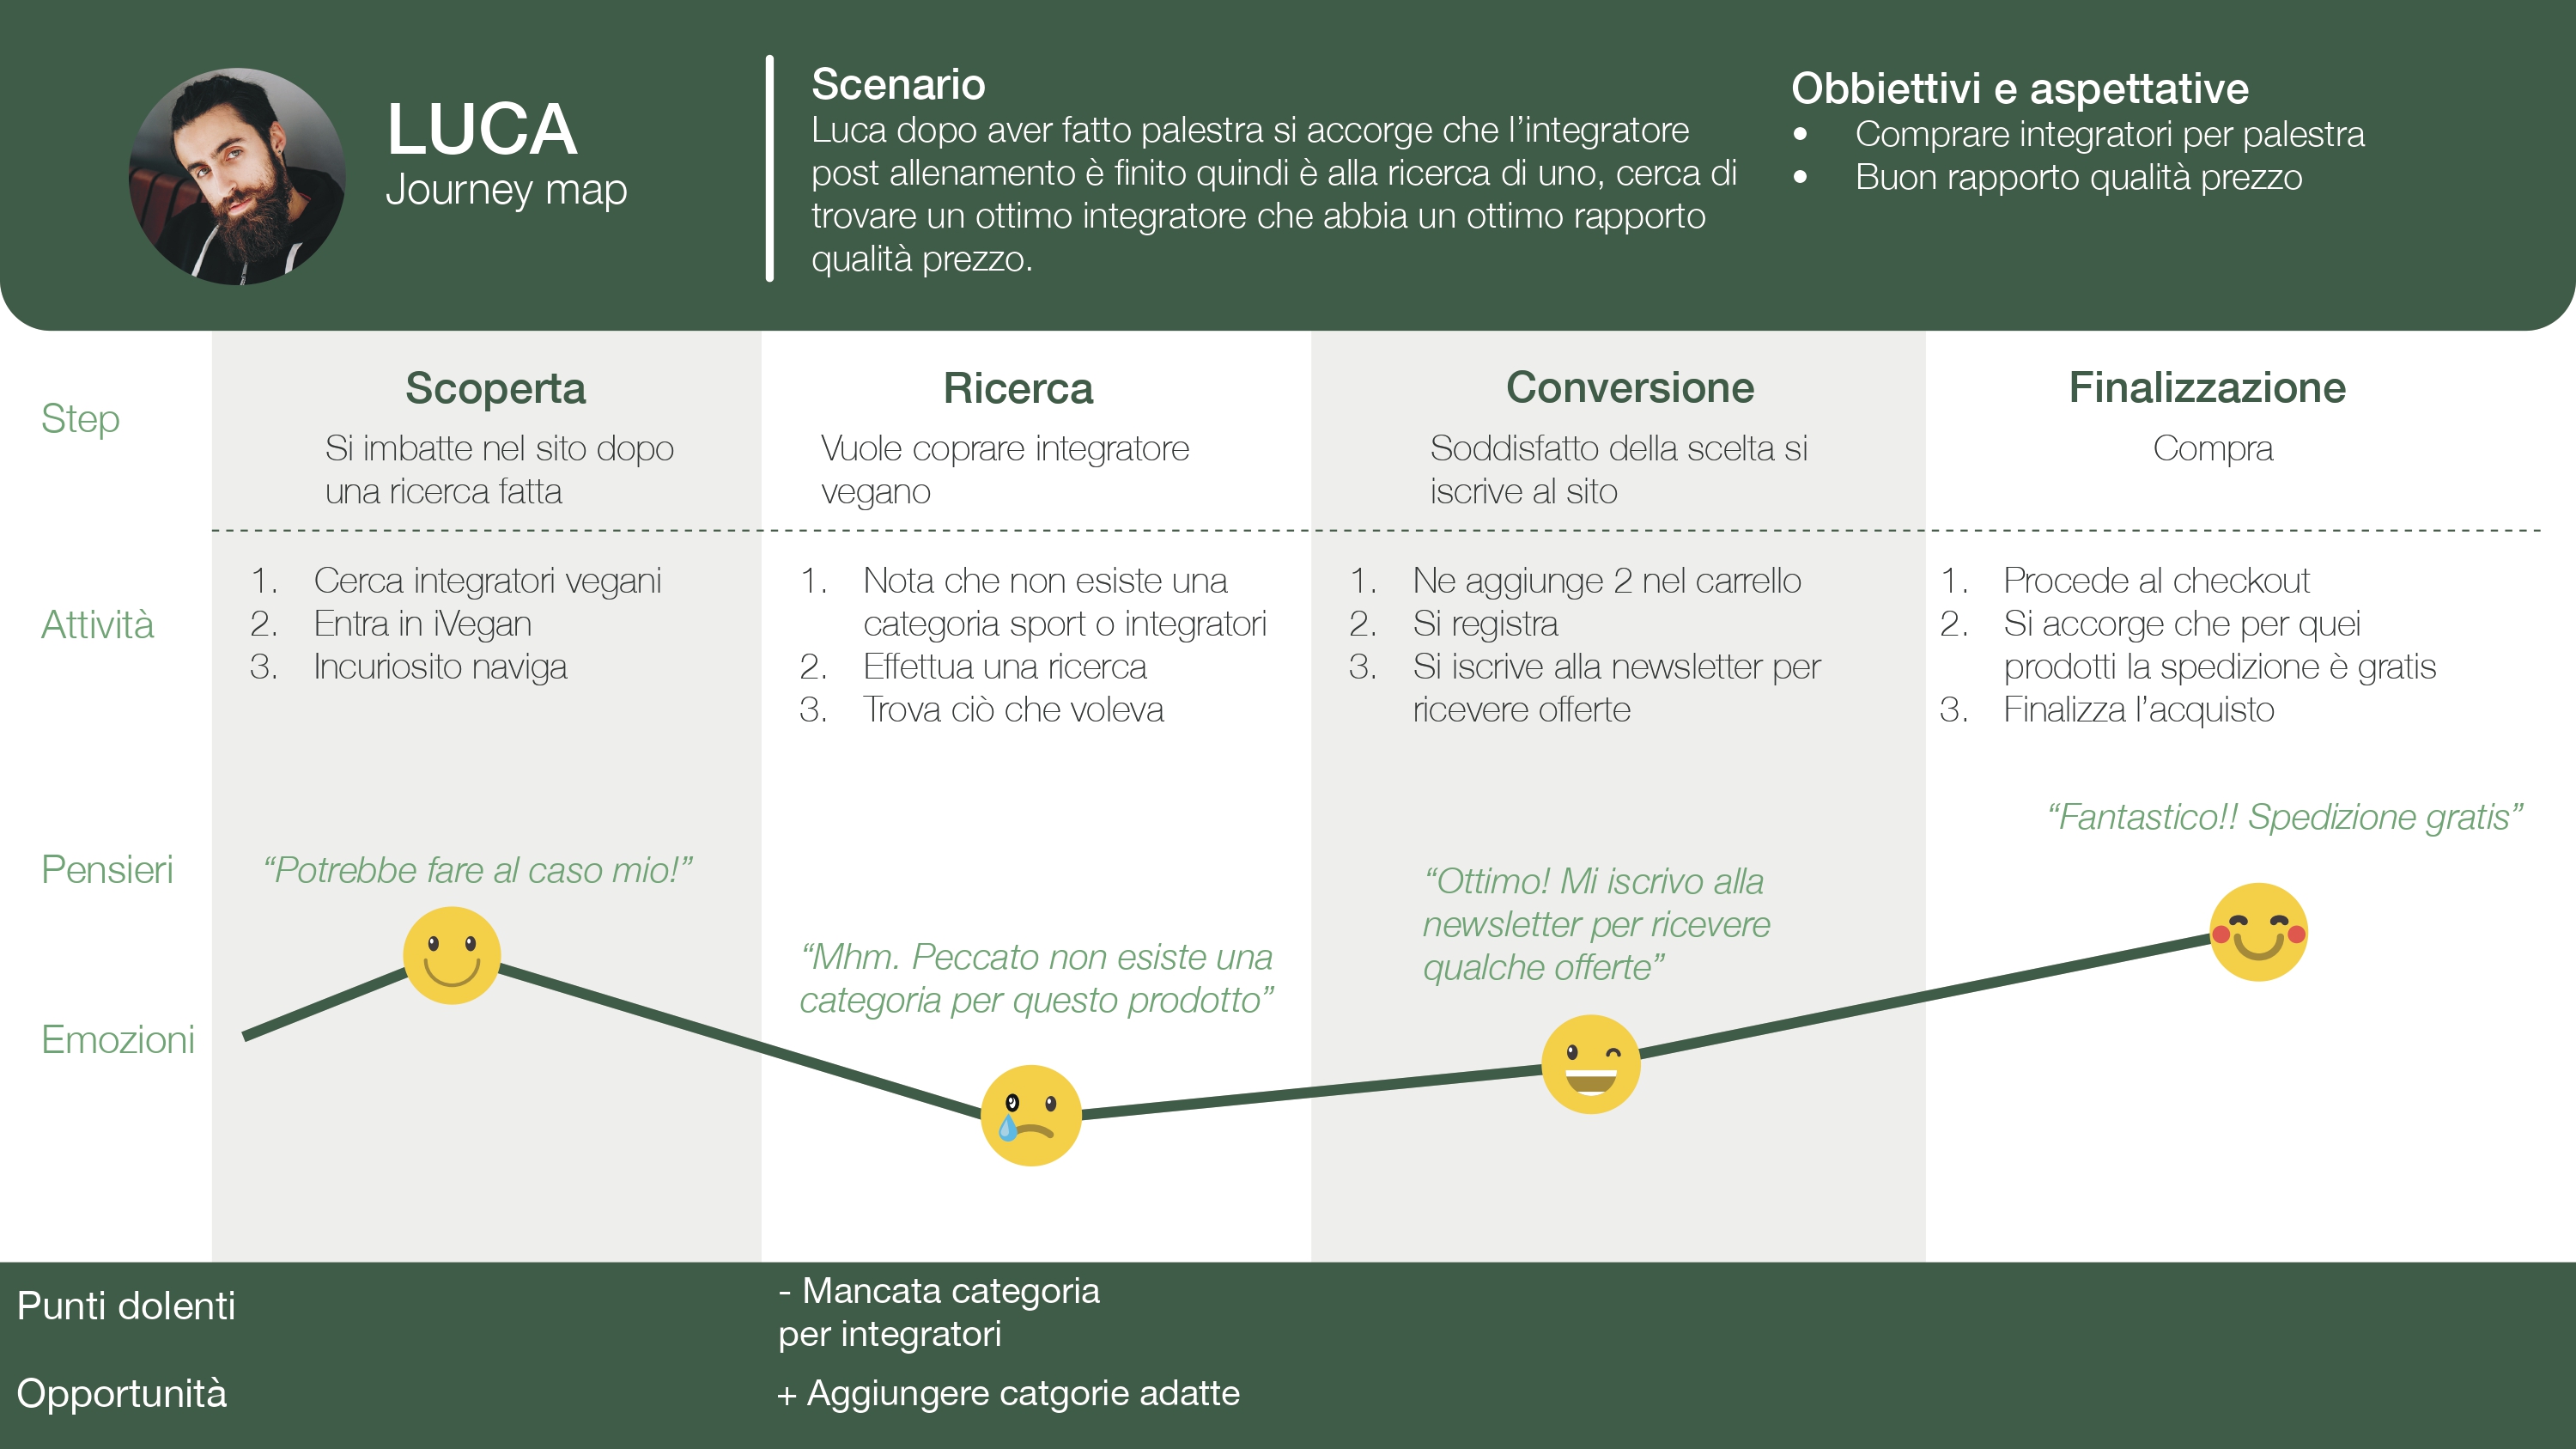 LUCA
Journey map
Scenario
Luca dopo aver fatto palestra si accorge che l’integratore
post allenamento è finito quindi è alla ricerca di uno, cerca di
trovare un ottimo integratore che abbia un ottimo rapporto
qualità prezzo.
Obbiettivi e aspettative
• Comprare integratori per palestra
• Buon rapporto qualità prezzo
Step
Scoperta
Si imbatte nel sito dopo
una ricerca fatta
Ricerca
Vuole coprare integratore
vegano
Conversione
Soddisfatto della scelta si
iscrive al sito
Finalizzazione
Compra
Attività
1. Cerca integratori vegani
2. Entra in iVegan
3. Incuriosito naviga
1. Nota che non esiste una
categoria sport o integratori
2. Effettua una ricerca
3. Trova ciò che voleva
1. Ne aggiunge 2 nel carrello
2. Si registra
3. Si iscrive alla newsletter per
ricevere offerte
1. Procede al checkout
2. Si accorge che per quei
prodotti la spedizione è gratis
3. Finalizza l’acquisto
Pensieri
“Potrebbe fare al caso mio!”
“Mhm. Peccato non esiste una
categoria per questo prodotto”
“Ottimo! Mi iscrivo alla
newsletter per ricevere
qualche offerte”
“Fantastico!! Spedizione gratis”
Emozioni
Punti dolenti
- Mancata categoria
per integratori
Opportunità
+ Aggiungere catgorie adatte